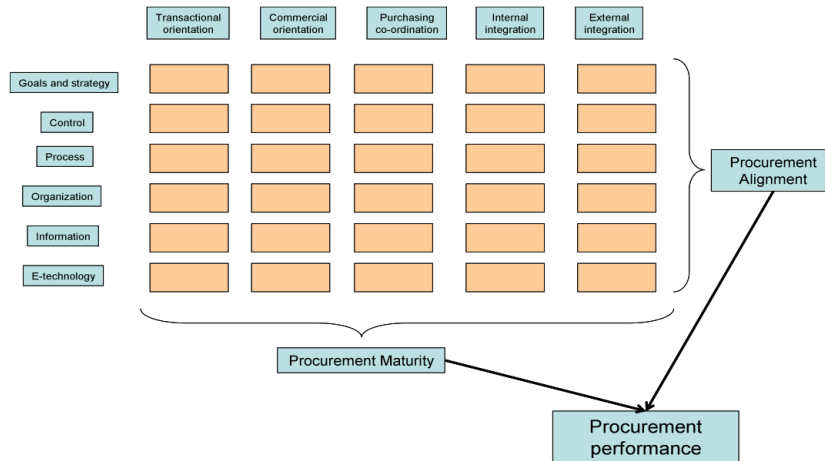 Transactional
orientation
Commercial
orientation
Purchasing
co-ordination
Internal
integration
External
integration
Goals and strategy
Control
Process
Organization
Information
E-technology
Procurement
Alignment
Procurement Maturity
Procurement
performance